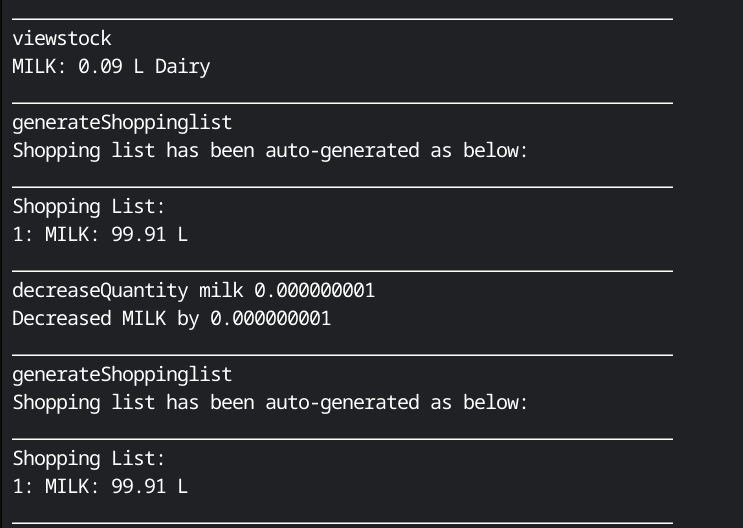 viewstock
MILK: 0.09 L Dairy
generateShoppinglist
Shopping list has been auto-generated as below:
Shopping List:
1: MILK: 99.91 L
decreaseQuantity milk 0.000000001
Decreased MILK by 0.000000001
generateShoppinglist
Shopping list has been auto-generated as below:
Shopping List:
1: MILK: 99.91 L